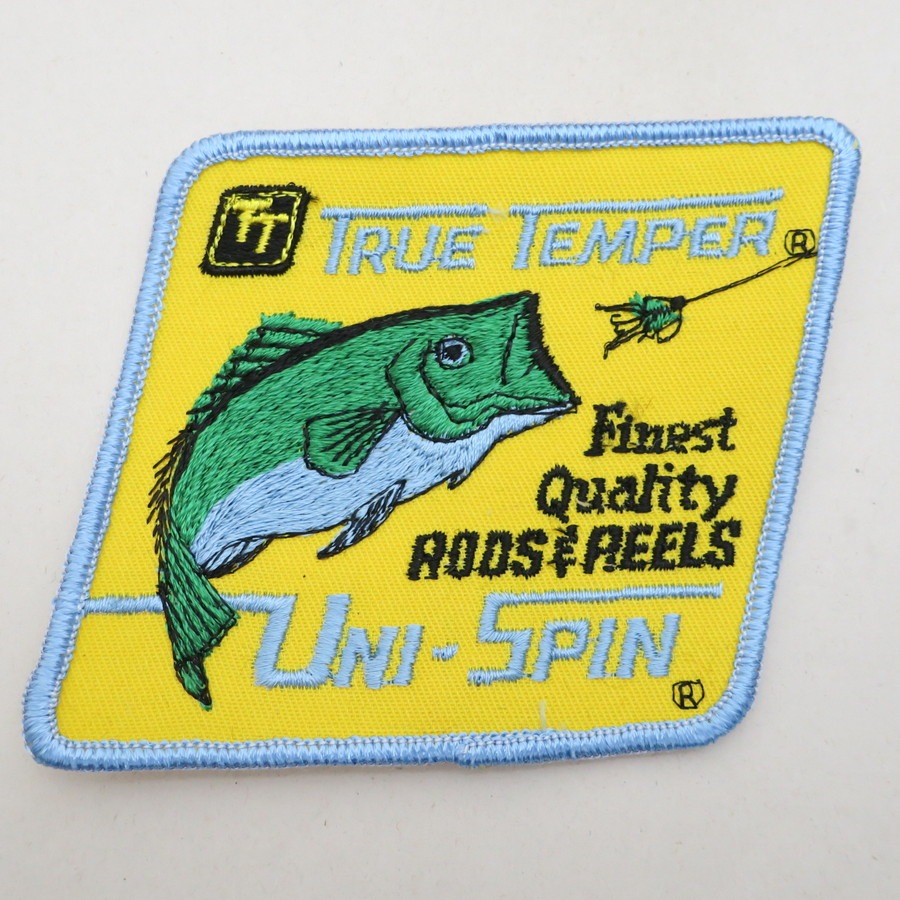 TT TRUE TEMPER ®
Finest
Quality
RODS & REELS
UNI-SPIN
®